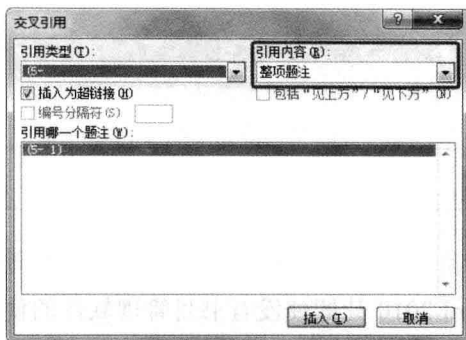 交叉引用
引用类型(T):
(5-
引用内容(R):
整项题注
插入为超链接(H)
包括“见上方”/“见下方”(N)
编号分隔符(S)
引用哪一个题注(W):
(5- 1)
插入(I)
取消